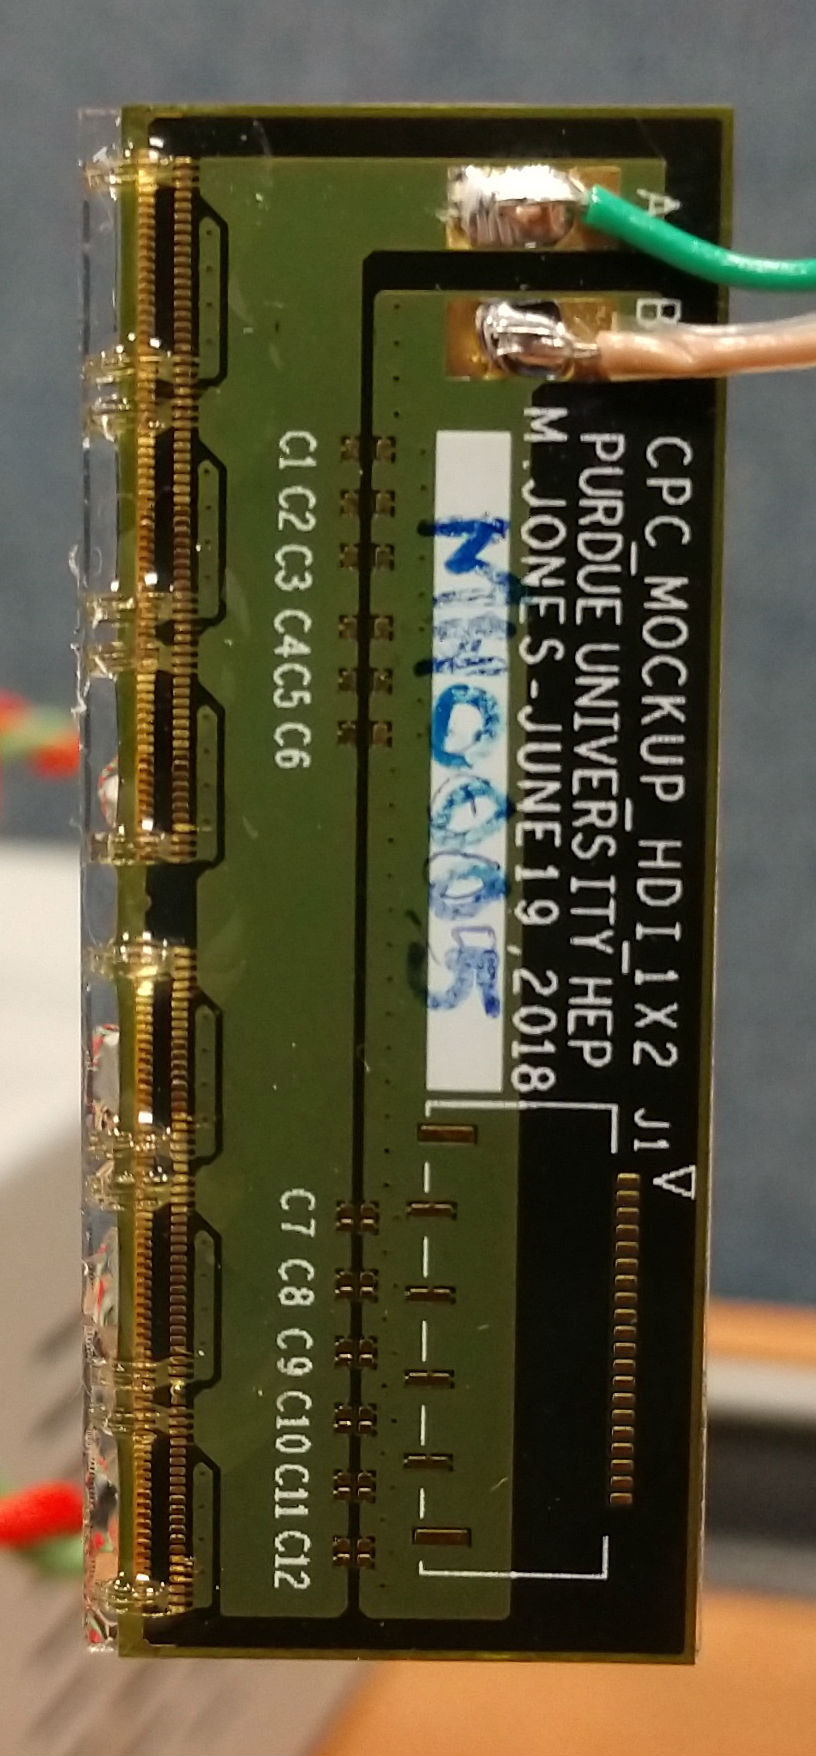 A
B
CPC_MOCKUP_HDI_1X2
PURDUE UNIVERSITY HEP
M. JONES-JUNE 19, 2018
J1
C1 C2 C3 C4 C5 C6
C7 C8 C9 C10 C11 C12